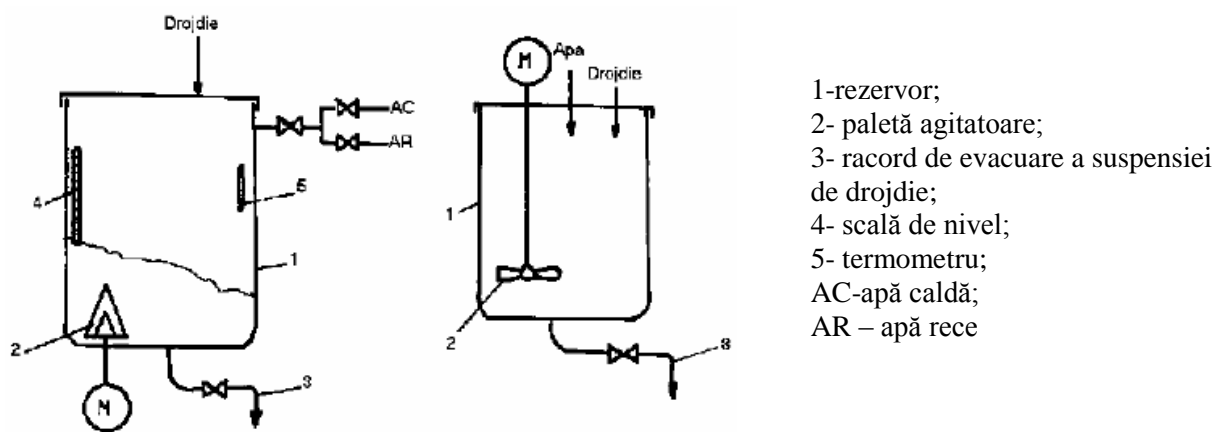 Drojdie
AC
AR
5
4
1
2
M
3
M
Apa
Drojdie
1
2
8
1-rezervor;
2- paletă agitatoare;
3- racord de evacuare a suspensiei
de drojdie;
4- scală de nivel;
5- termometru;
AC-apă caldă;
AR – apă rece